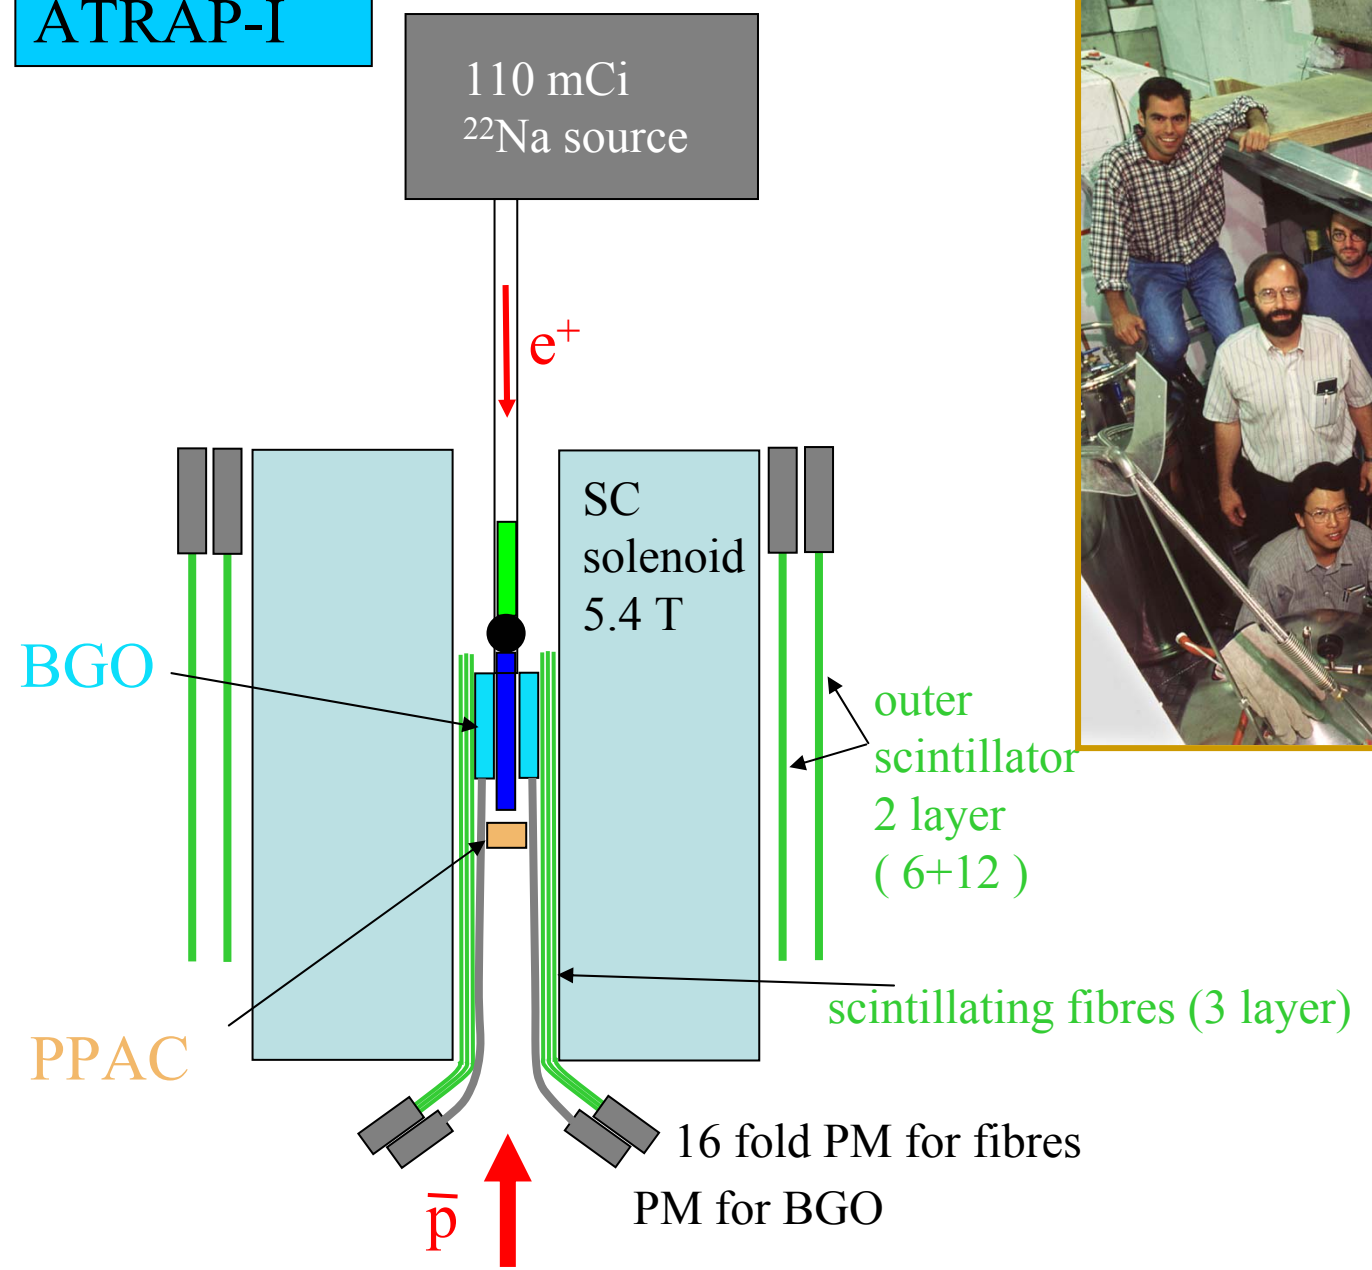 ATRAP-I
110 mCi
²²Na source
e⁺
SC
solenoid
5.4 T
BGO
outer
scintillator
2 layer
( 6+12 )
scintillating fibres (3 layer)
PPAC
16 fold PM for fibres
PM for BGO
p̅